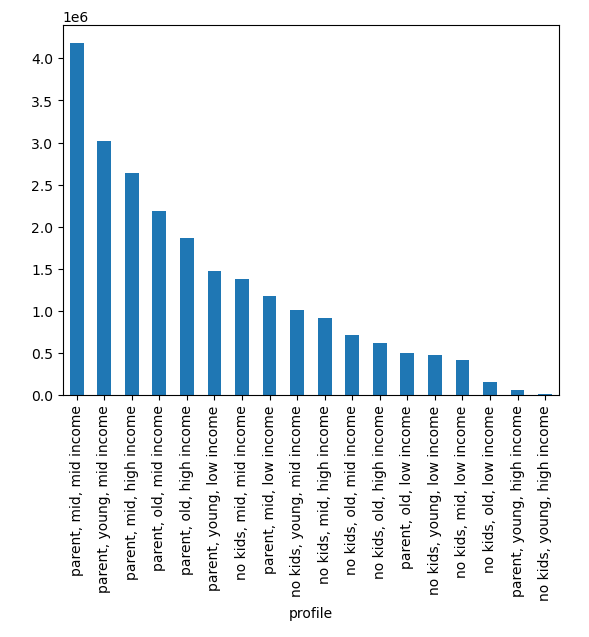 1e6
4.0
3.5
3.0
2.5
2.0
1.5
1.0
0.5
0.0
parent, mid, mid income
parent, young, mid income
parent, mid, high income
parent, old, mid income
parent, old, high income
parent, young, low income
no kids, mid, mid income
parent, mid, low income
no kids, young, mid income
no kids, mid, high income
no kids, old, mid income
no kids, old, high income
parent, old, low income
no kids, young, low income
no kids, mid, low income
no kids, old, low income
parent, young, high income
no kids, young, high income
profile